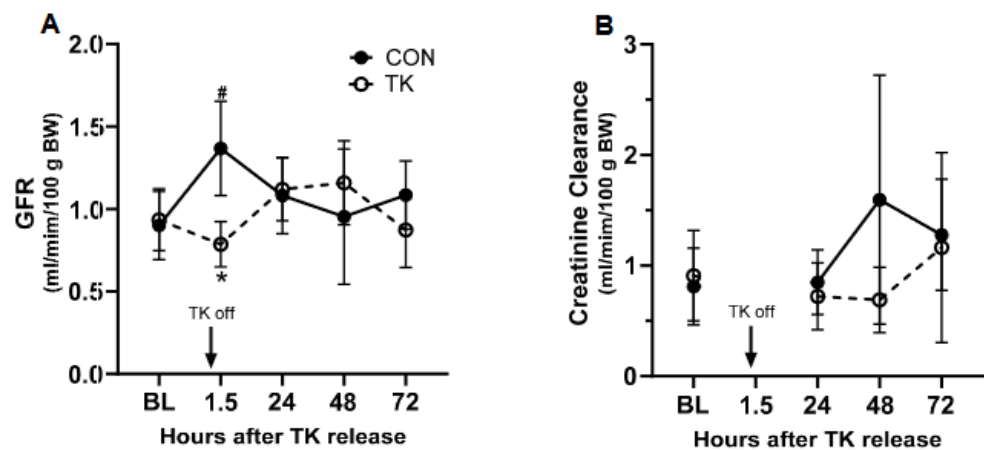 A
GFR
(ml/mim/100 g BW)
2.0
1.5
1.0
0.5
0.0
CON
TK
#
*
TK off
BL 1.5 24 48 72
Hours after TK release
B
Creatinine Clearance
(ml/mim/100 g BW)
3
2
1
0
TK off
BL 1.5 24 48 72
Hours after TK release